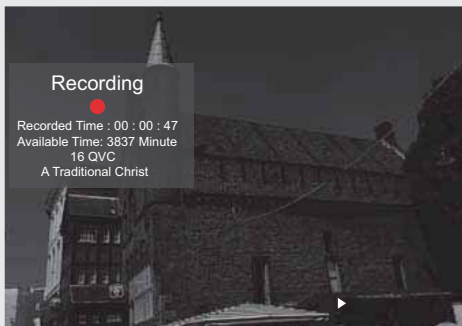 Recording
Recorded Time : 00 : 00 : 47
Available Time: 3837 Minute
16 QVC
A Traditional Christ